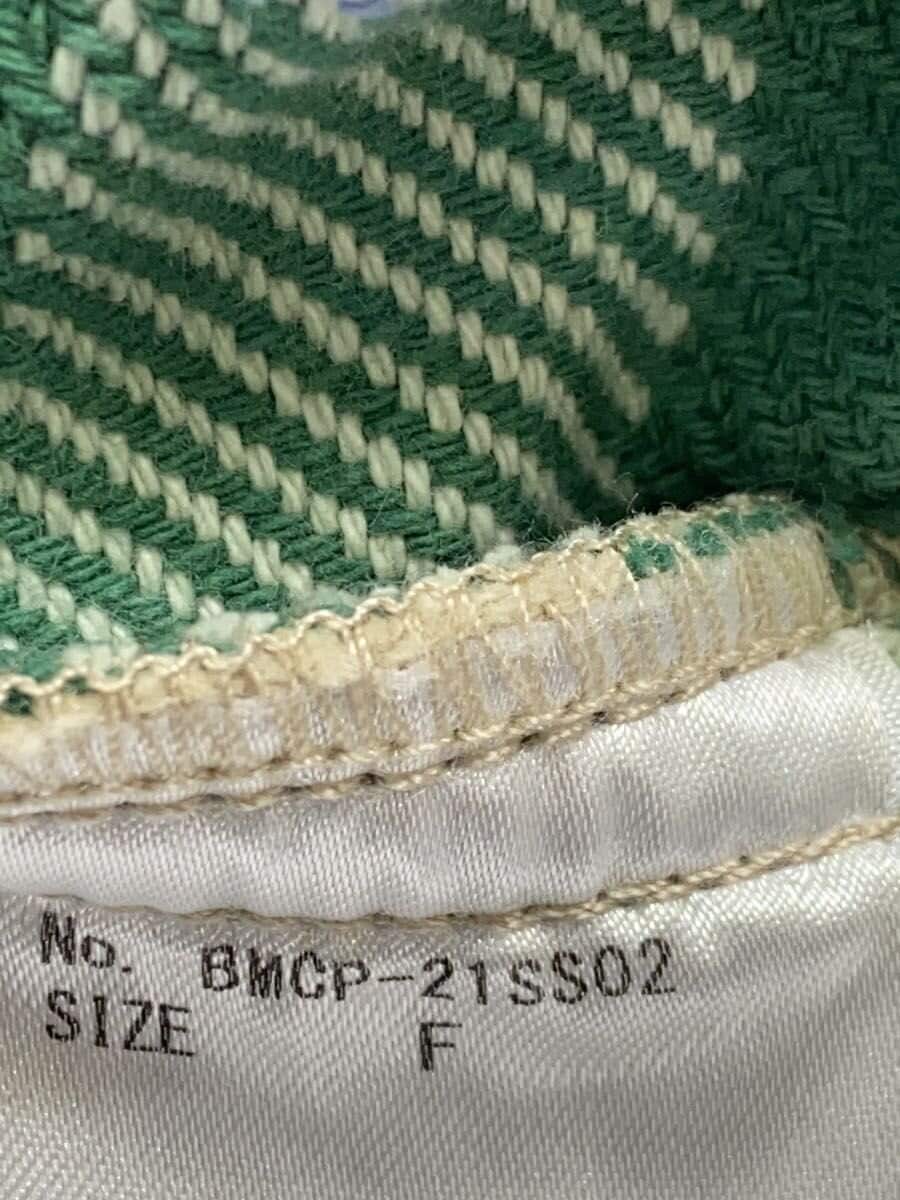 No. BMCP-21SS02
SIZE F